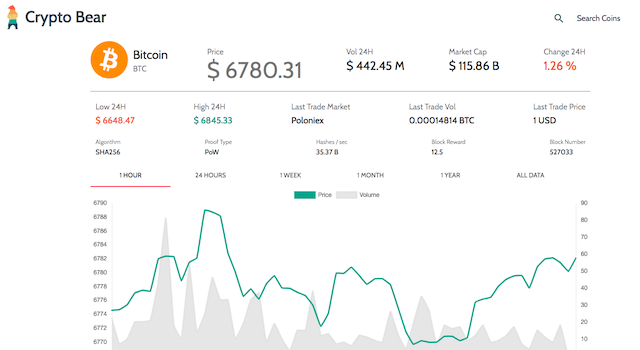 Crypto Bear
Search Coins
Bitcoin
BTC
Price
$ 6780.31
Vol 24H
$ 442.45 M
Market Cap
$ 115.86 B
Change 24H
1.26 %
Low 24H
$ 6648.47
High 24H
$ 6845.33
Last Trade Market
Poloniex
Last Trade Vol
0.00014814 BTC
Last Trade Price
1 USD
Algorithm
SHA256
Proof Type
PoW
Hashes / sec
35.37 B
Block Reward
12.5
Block Number
527033
1 HOUR
24 HOURS
1 WEEK
1 MONTH
1 YEAR
ALL DATA
Price
Volume
6790
6788
6786
6784
6782
6780
6778
6776
6774
6772
6770
90
80
70
60
50
40
30
20
10